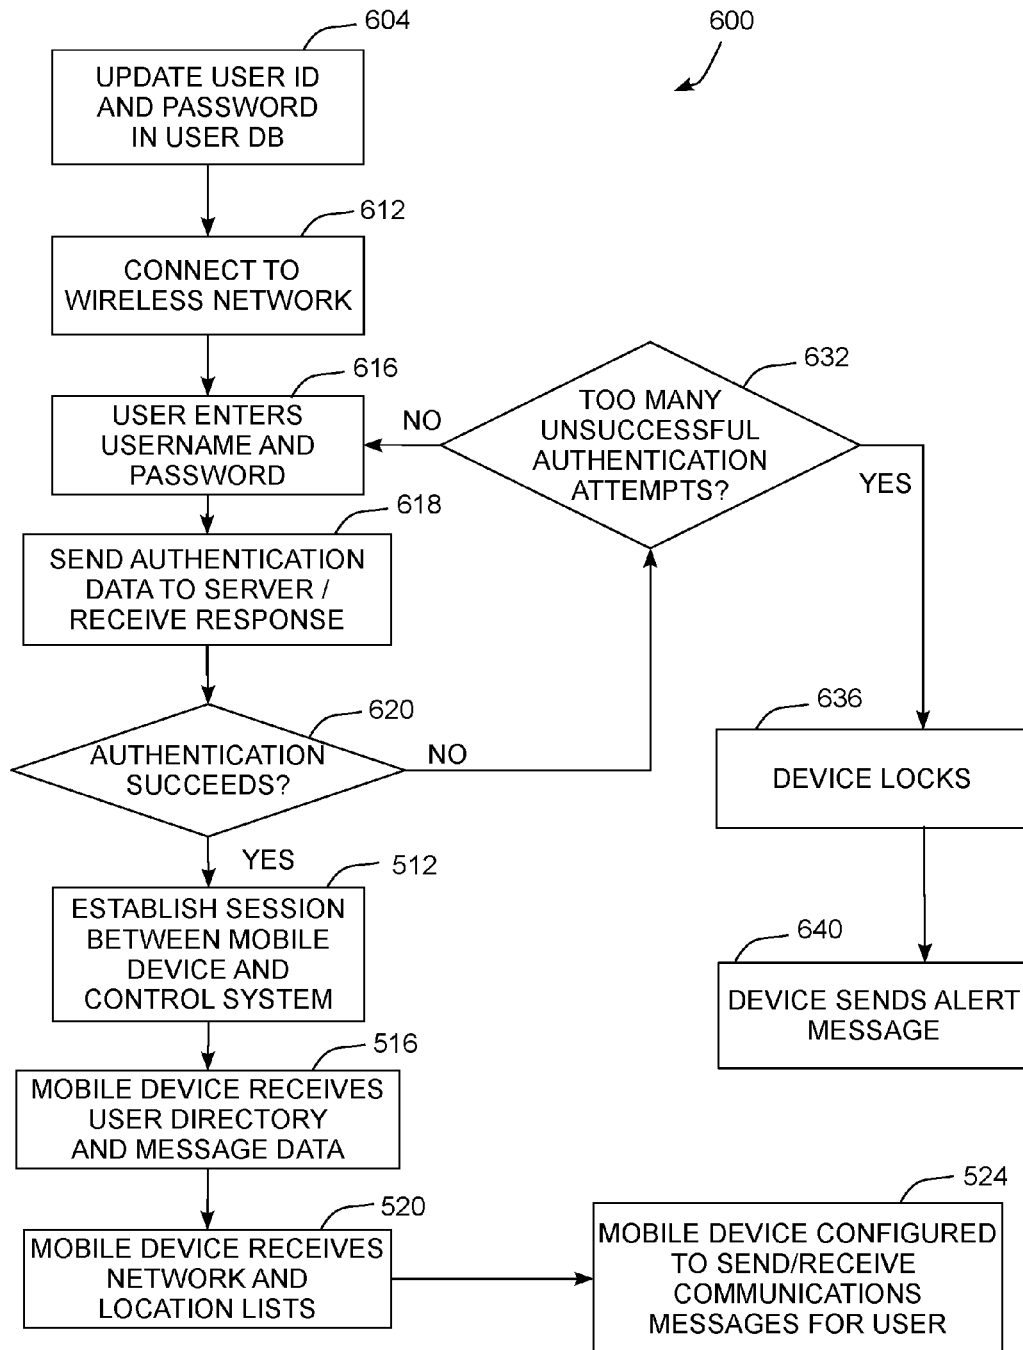 604
600
UPDATE USER ID
AND PASSWORD
IN USER DB
612
CONNECT TO
WIRELESS NETWORK
616
USER ENTERS
USERNAME AND
PASSWORD
NO
632
TOO MANY
UNSUCCESSFUL
AUTHENTICATION
ATTEMPTS?
YES
618
SEND AUTHENTICATION
DATA TO SERVER /
RECEIVE RESPONSE
620
AUTHENTICATION
SUCCEEDS?
NO
YES
636
DEVICE LOCKS
640
DEVICE SENDS ALERT
MESSAGE
512
ESTABLISH SESSION
BETWEEN MOBILE
DEVICE AND
CONTROL SYSTEM
516
MOBILE DEVICE RECEIVES
USER DIRECTORY
AND MESSAGE DATA
520
MOBILE DEVICE RECEIVES
NETWORK AND
LOCATION LISTS
524
MOBILE DEVICE CONFIGURED
TO SEND/RECEIVE
COMMUNICATIONS
MESSAGES FOR USER